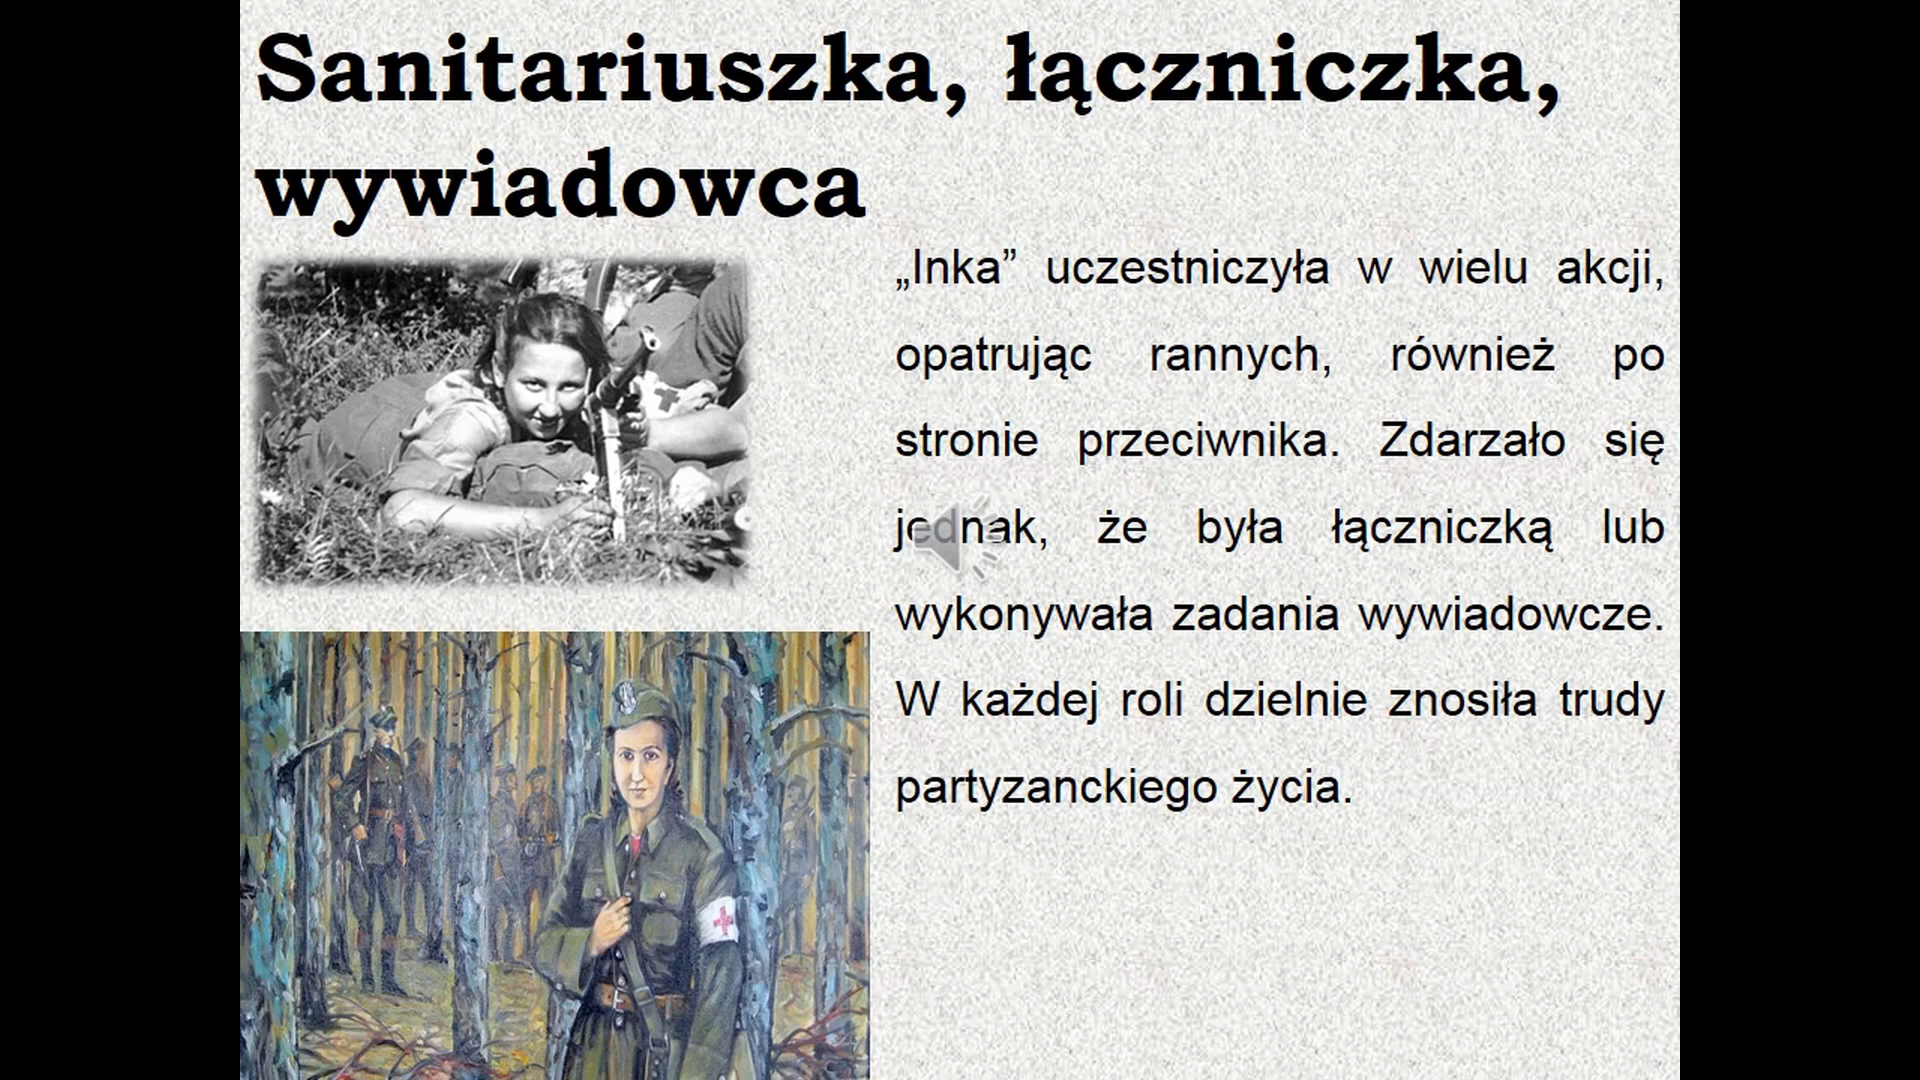 Sanitariuszka, łączniczka,
wywiadowca
„Inka” uczestniczyła w wielu akcji,
opatrując rannych, również po
stronie przeciwnika. Zdarzało się
jednak, że była łączniczką lub
wykonywała zadania wywiadowcze.
W każdej roli dzielnie znosiła trudy
partyzanckiego życia.